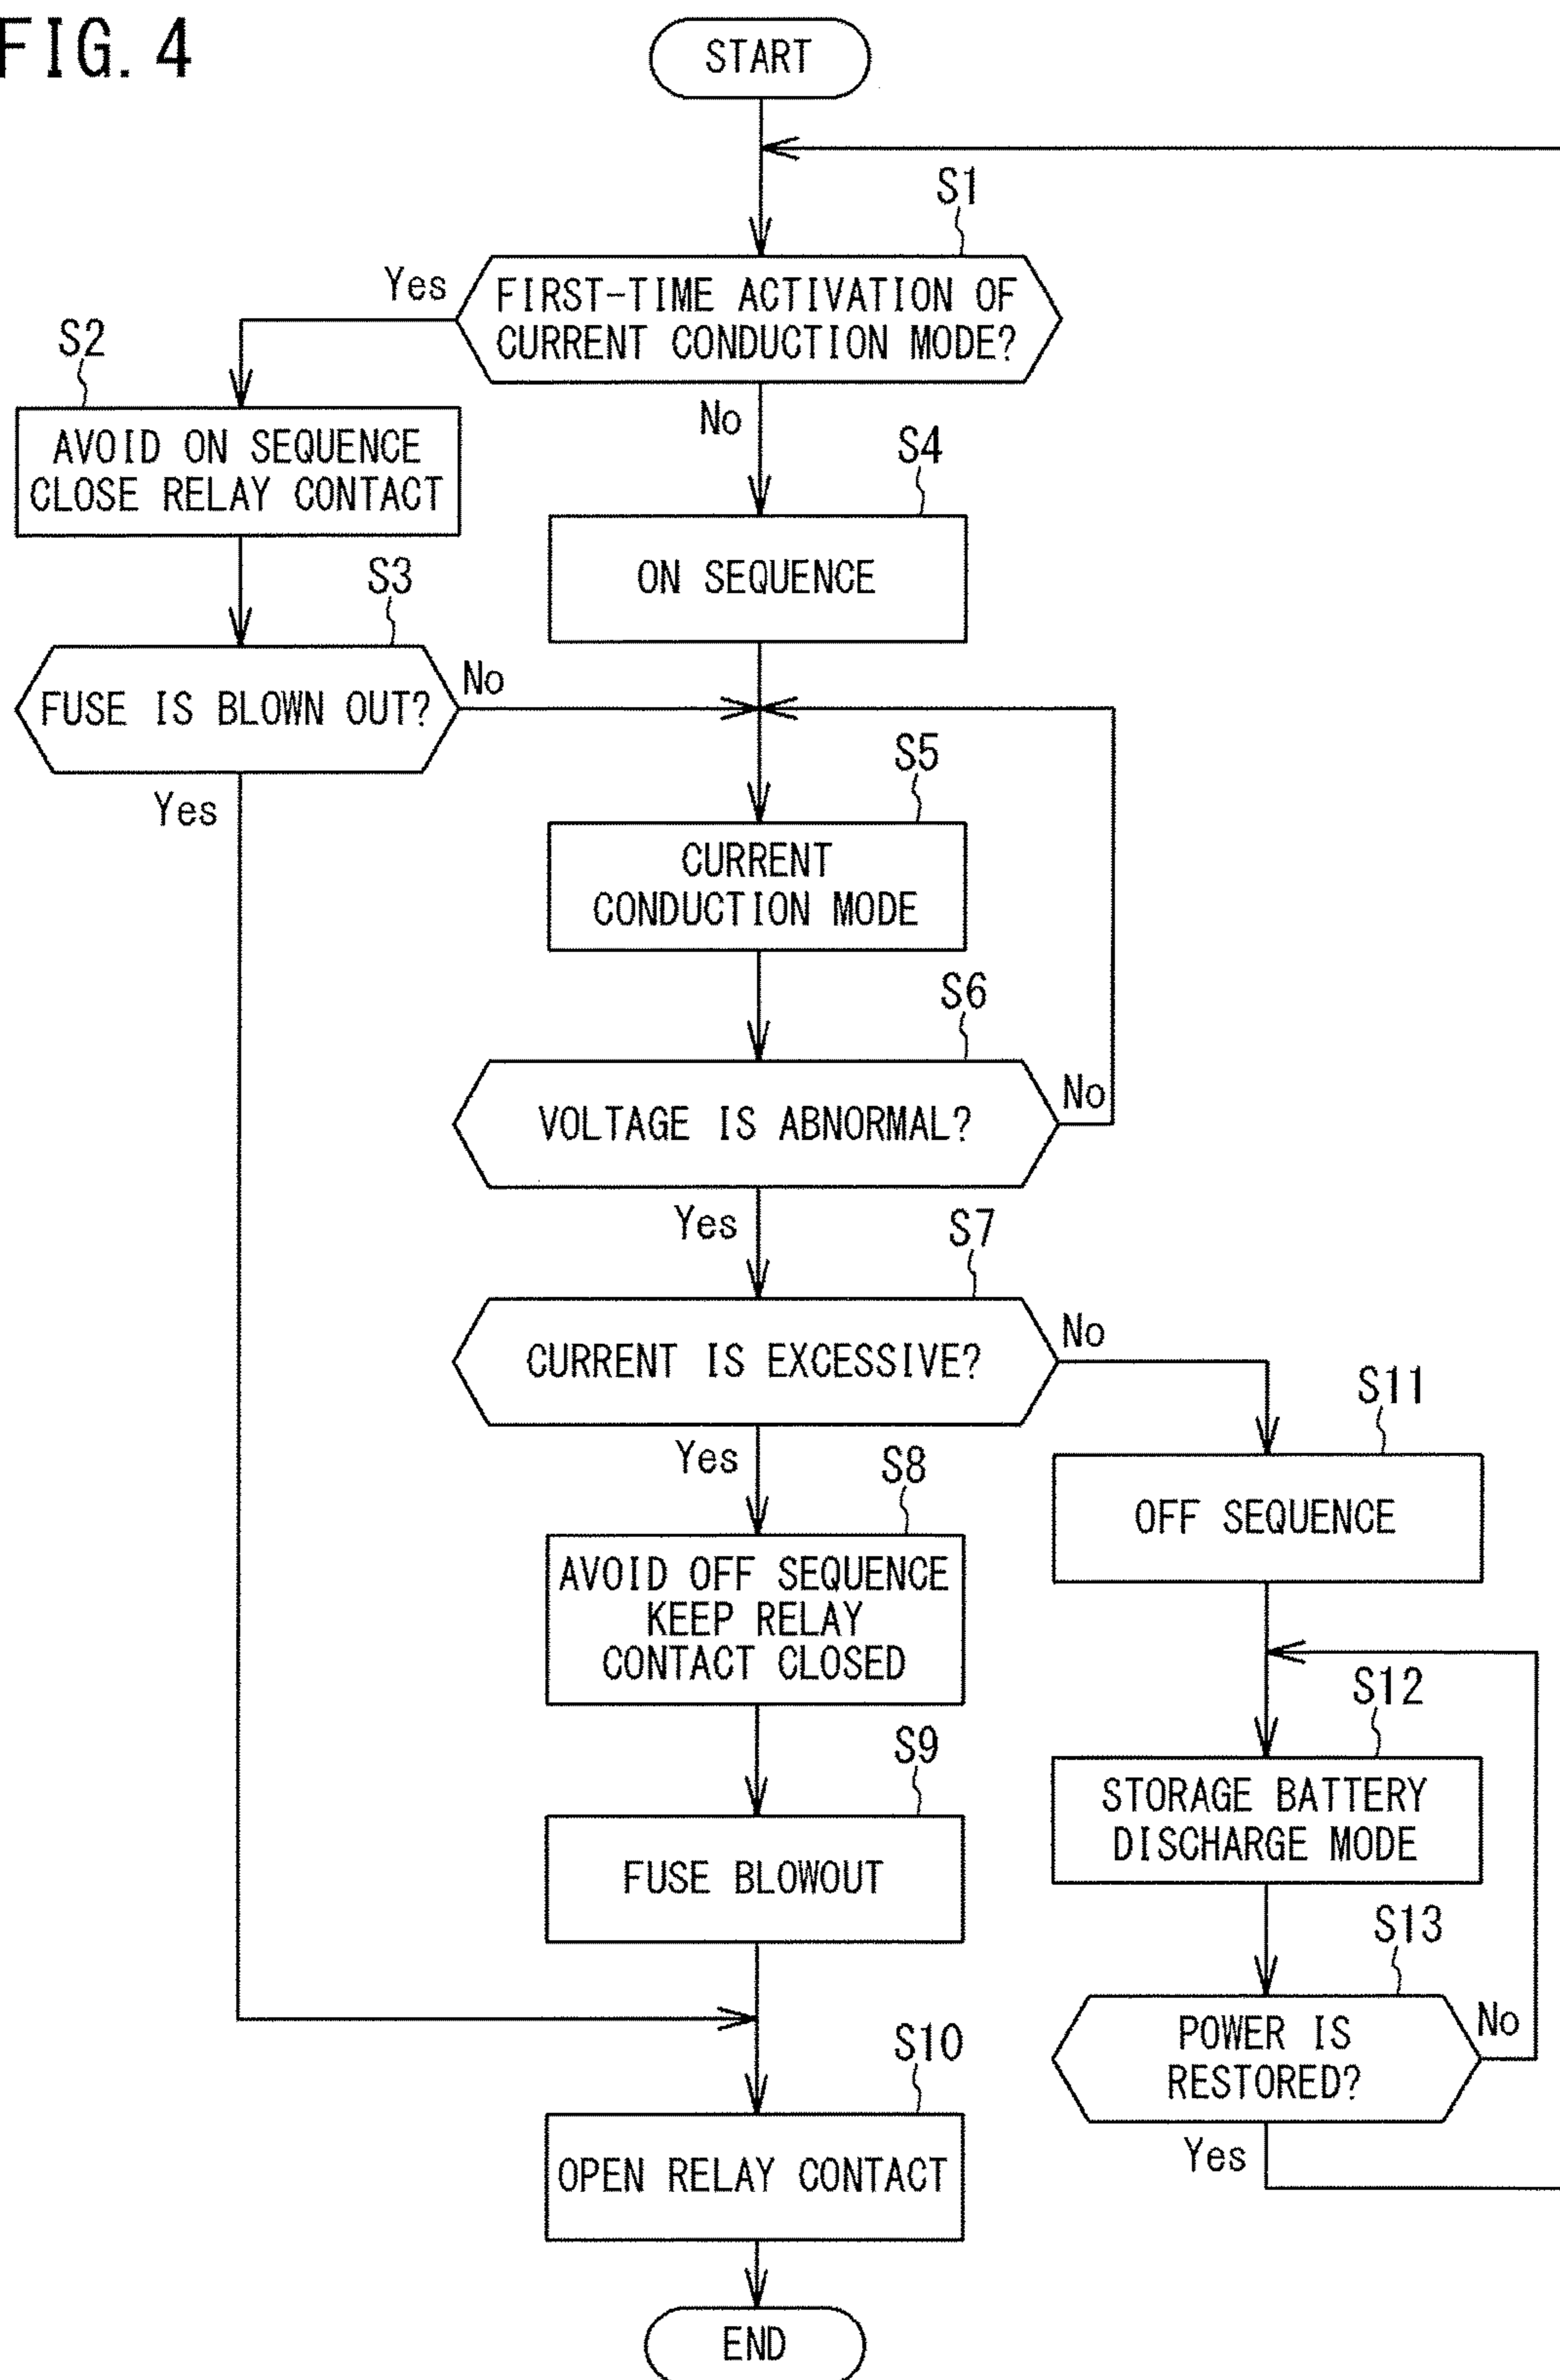 FIG. 4
START
S1
FIRST-TIME ACTIVATION OF
CURRENT CONDUCTION MODE?
Yes
No
S2
AVOID ON SEQUENCE
CLOSE RELAY CONTACT
S3
FUSE IS BLOWN OUT?
No
Yes
S4
ON SEQUENCE
S5
CURRENT
CONDUCTION MODE
S6
VOLTAGE IS ABNORMAL?
No
Yes
S7
CURRENT IS EXCESSIVE?
No
Yes
S8
AVOID OFF SEQUENCE
KEEP RELAY
CONTACT CLOSED
S9
FUSE BLOWOUT
S10
OPEN RELAY CONTACT
END
S11
OFF SEQUENCE
S12
STORAGE BATTERY
DISCHARGE MODE
S13
POWER IS
RESTORED?
No
Yes